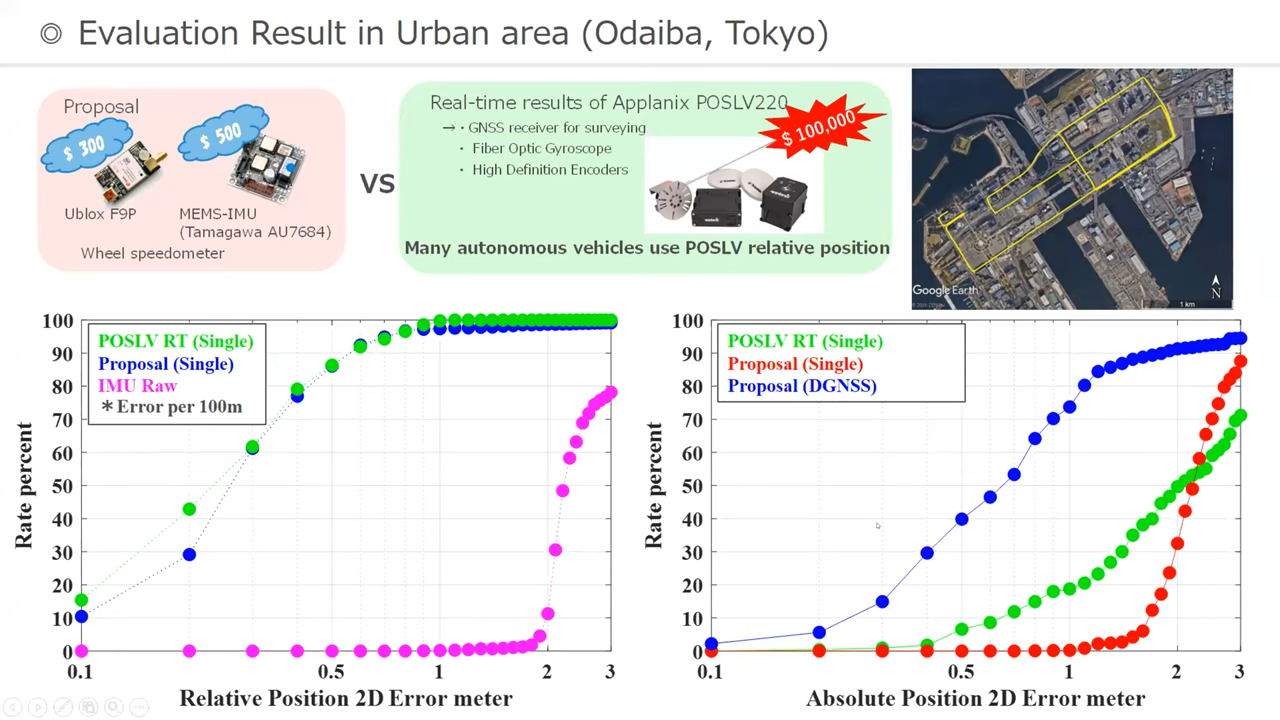 ◎ Evaluation Result in Urban area (Odaiba, Tokyo)
Proposal
$ 300
$ 500
Ublox F9P
MEMS-IMU
(Tamagawa AU7684)
Wheel speedometer
VS
Real-time results of Applanix POSLV220
→ ・GNSS receiver for surveying
・ Fiber Optic Gyroscope
・ High Definition Encoders
$ 100,000
Many autonomous vehicles use POSLV relative position
Google Earth
N
1 km
100
90
80
70
60
50
40
30
20
10
0
Rate percent
POSLV RT (Single)
Proposal (Single)
IMU Raw
＊Error per 100m
0.1 0.5 1 2 3
Relative Position 2D Error meter
100
90
80
70
60
50
40
30
20
10
0
Rate percent
POSLV RT (Single)
Proposal (Single)
Proposal (DGNSS)
0.1 0.5 1 2 3
Absolute Position 2D Error meter